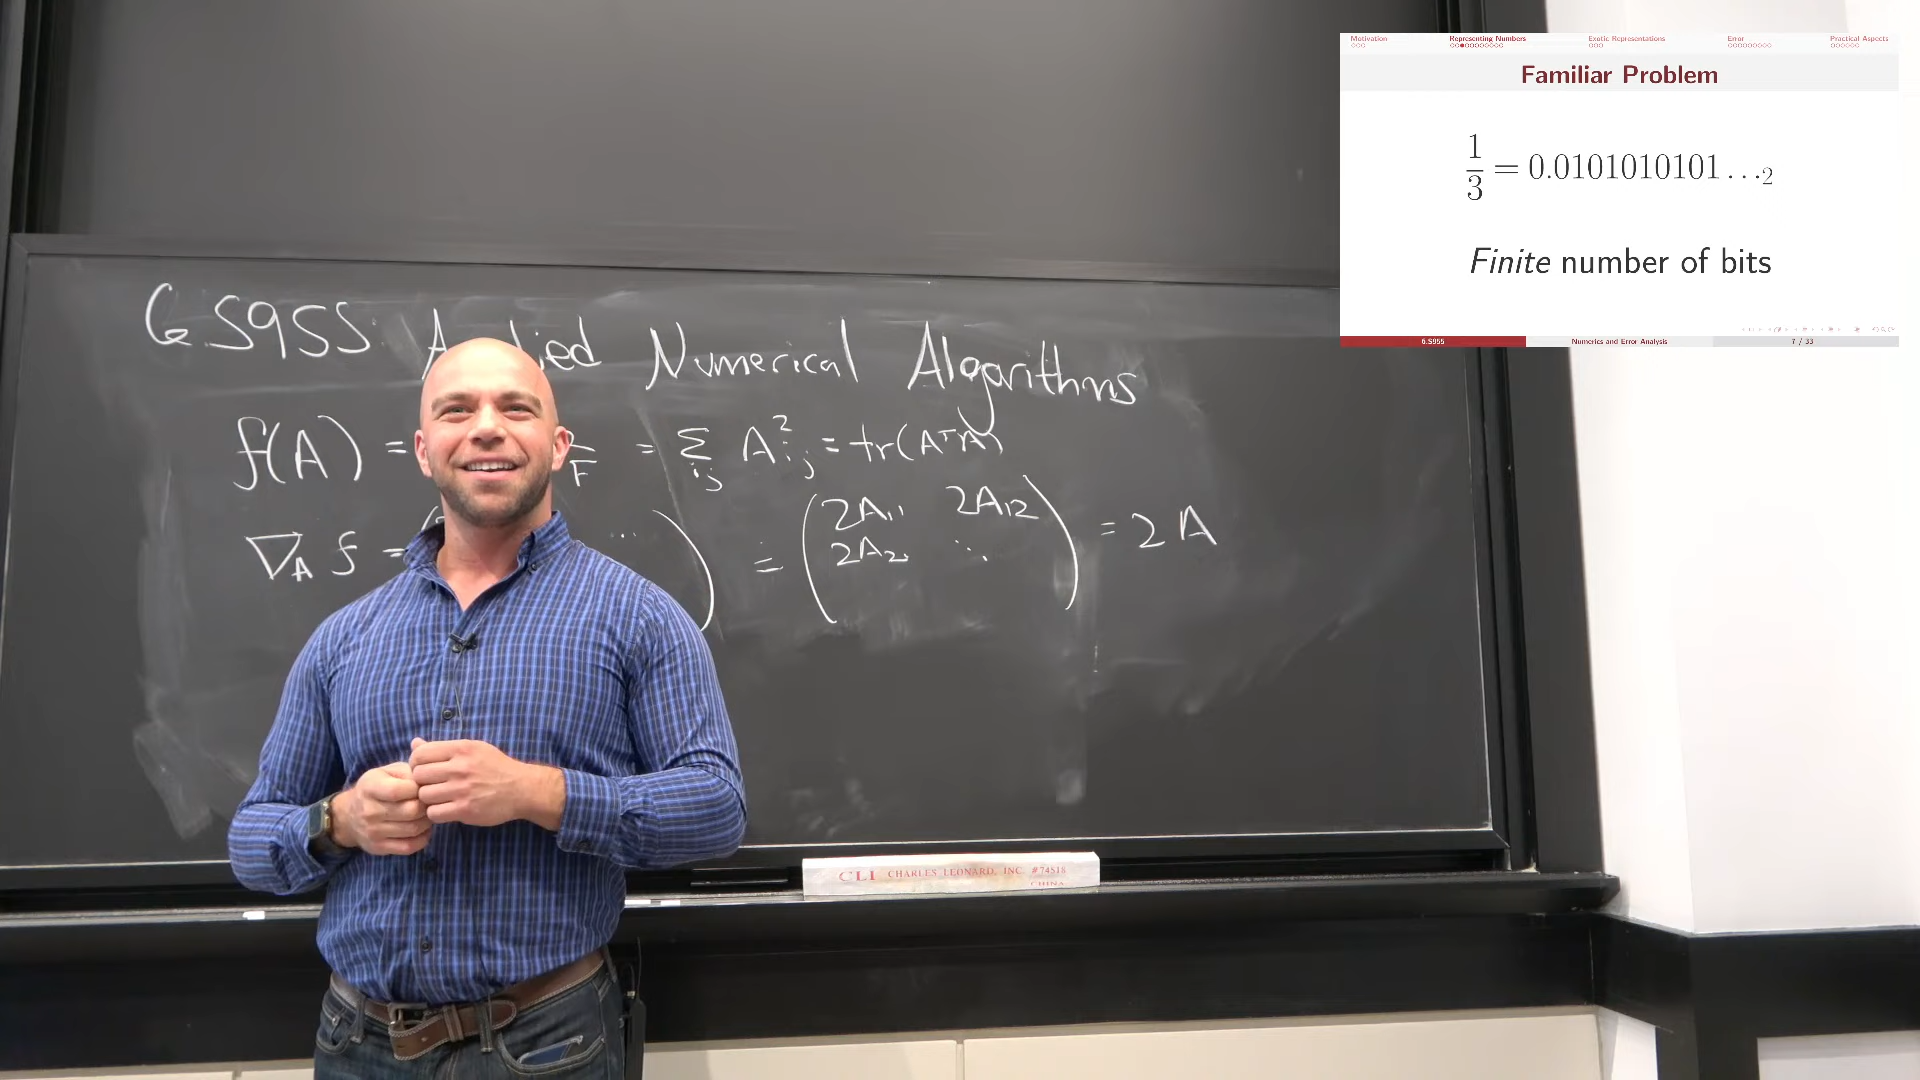 6.S955: Applied Numerical Algorithms
f(A) = = Σ A²ij = tr(AᵀA)
∇A f = ( ... ) = ( 2A11 2A12
2A21 ⋱ ) = 2A
CLI CHARLES LEONARD, INC. #74518
CHINA
Motivation Representing Numbers Exotic Representations Error Practical Aspects
Familiar Problem
1/3 = 0.0101010101...₂
Finite number of bits
6.S955 Numerics and Error Analysis 7 / 33